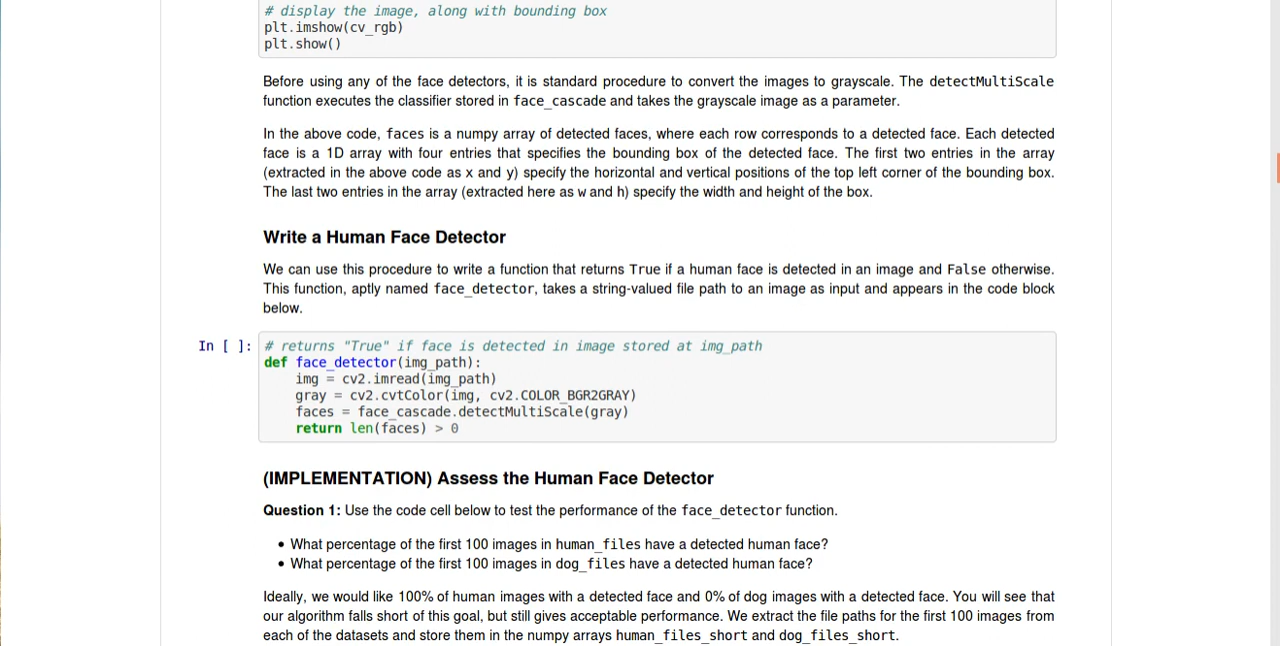 # display the image, along with bounding box
plt.imshow(cv_rgb)
plt.show()
Before using any of the face detectors, it is standard procedure to convert the images to grayscale. The detectMultiScale
function executes the classifier stored in face_cascade and takes the grayscale image as a parameter.
In the above code, faces is a numpy array of detected faces, where each row corresponds to a detected face. Each detected
face is a 1D array with four entries that specifies the bounding box of the detected face. The first two entries in the array
(extracted in the above code as x and y) specify the horizontal and vertical positions of the top left corner of the bounding box.
The last two entries in the array (extracted here as w and h) specify the width and height of the box.
Write a Human Face Detector
We can use this procedure to write a function that returns True if a human face is detected in an image and False otherwise.
This function, aptly named face_detector, takes a string-valued file path to an image as input and appears in the code block
below.
In [ ]: # returns "True" if face is detected in image stored at img_path
def face_detector(img_path):
    img = cv2.imread(img_path)
    gray = cv2.cvtColor(img, cv2.COLOR_BGR2GRAY)
    faces = face_cascade.detectMultiScale(gray)
    return len(faces) > 0
(IMPLEMENTATION) Assess the Human Face Detector
Question 1: Use the code cell below to test the performance of the face_detector function.
• What percentage of the first 100 images in human_files have a detected human face?
• What percentage of the first 100 images in dog_files have a detected human face?
Ideally, we would like 100% of human images with a detected face and 0% of dog images with a detected face. You will see that
our algorithm falls short of this goal, but still gives acceptable performance. We extract the file paths for the first 100 images from
each of the datasets and store them in the numpy arrays human_files_short and dog_files_short.